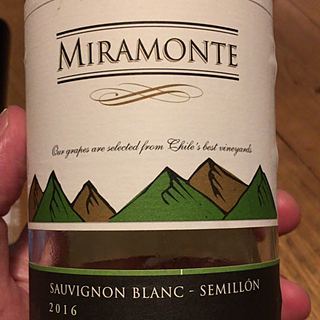 MIRAMONTE
Our grapes are selected from Chile's best vineyards
SAUVIGNON BLANC - SEMILLÓN
2016